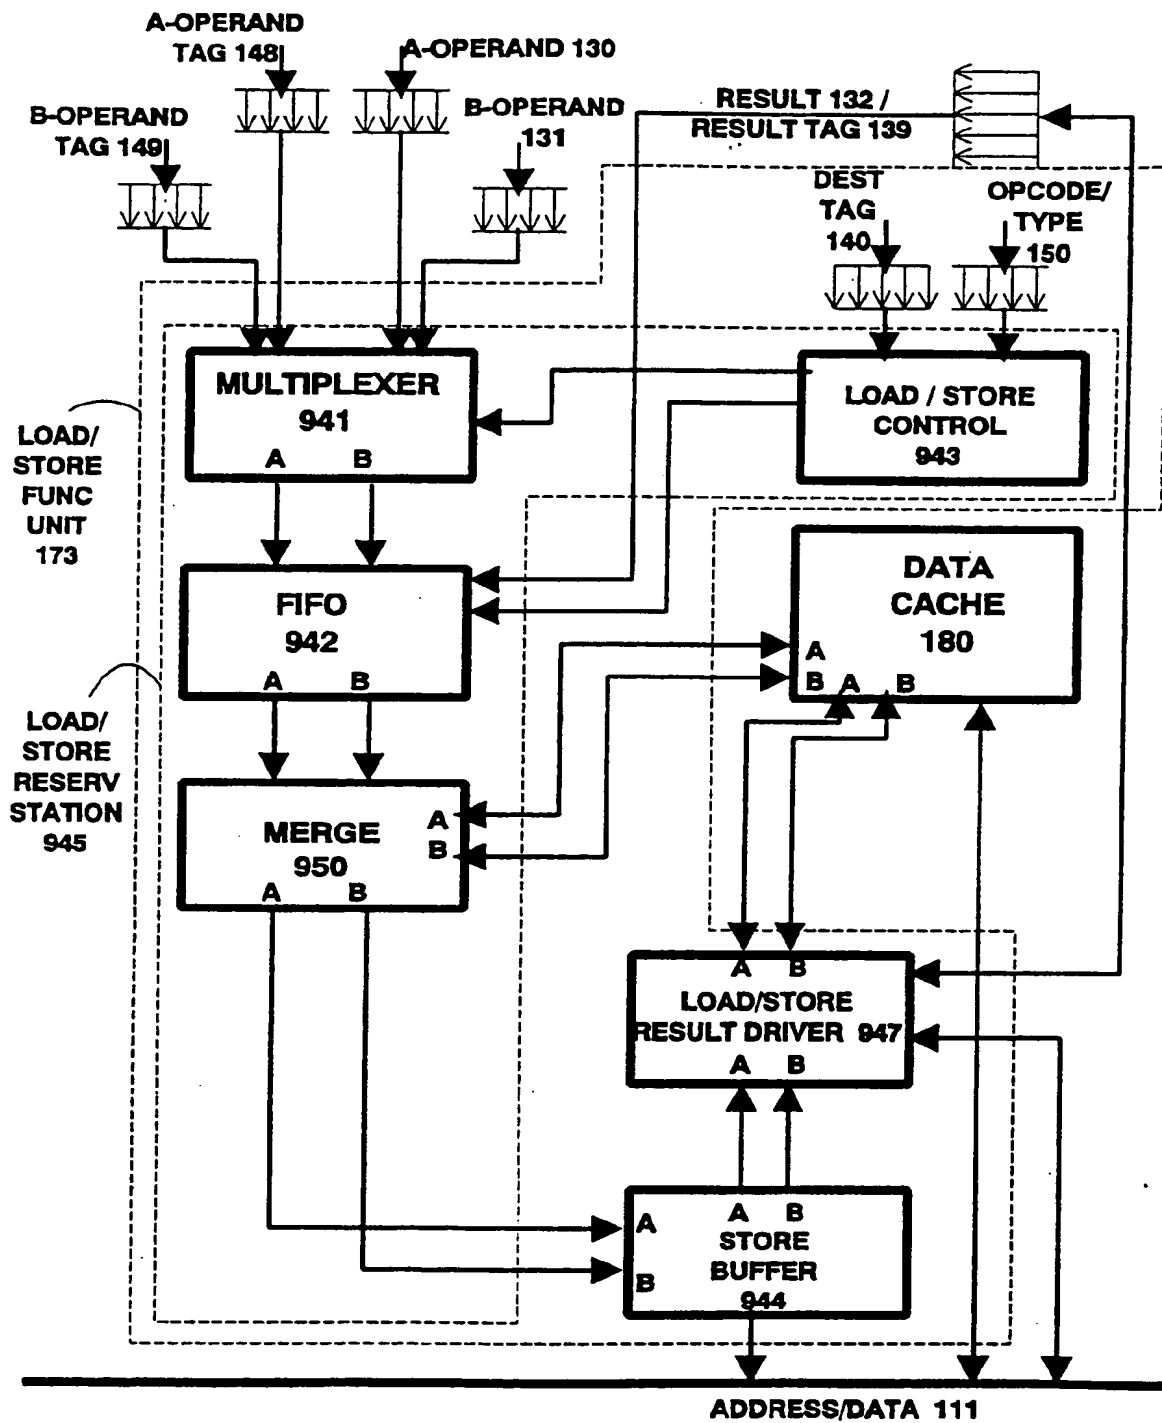 A-OPERAND
TAG 148
A-OPERAND 130
B-OPERAND
TAG 149
B-OPERAND
131
RESULT 132 /
RESULT TAG 139
DEST
TAG
140
OPCODE/
TYPE
150
MULTIPLEXER
941
A B
LOAD / STORE
CONTROL
943
LOAD/
STORE
FUNC
UNIT
173
FIFO
942
A B
DATA
CACHE
180
A
B A B
LOAD/
STORE
RESERV
STATION
945
MERGE
950
A
B
A B
A B
LOAD/STORE
RESULT DRIVER 947
A B
A B
A
B
STORE
BUFFER
944
ADDRESS/DATA 111